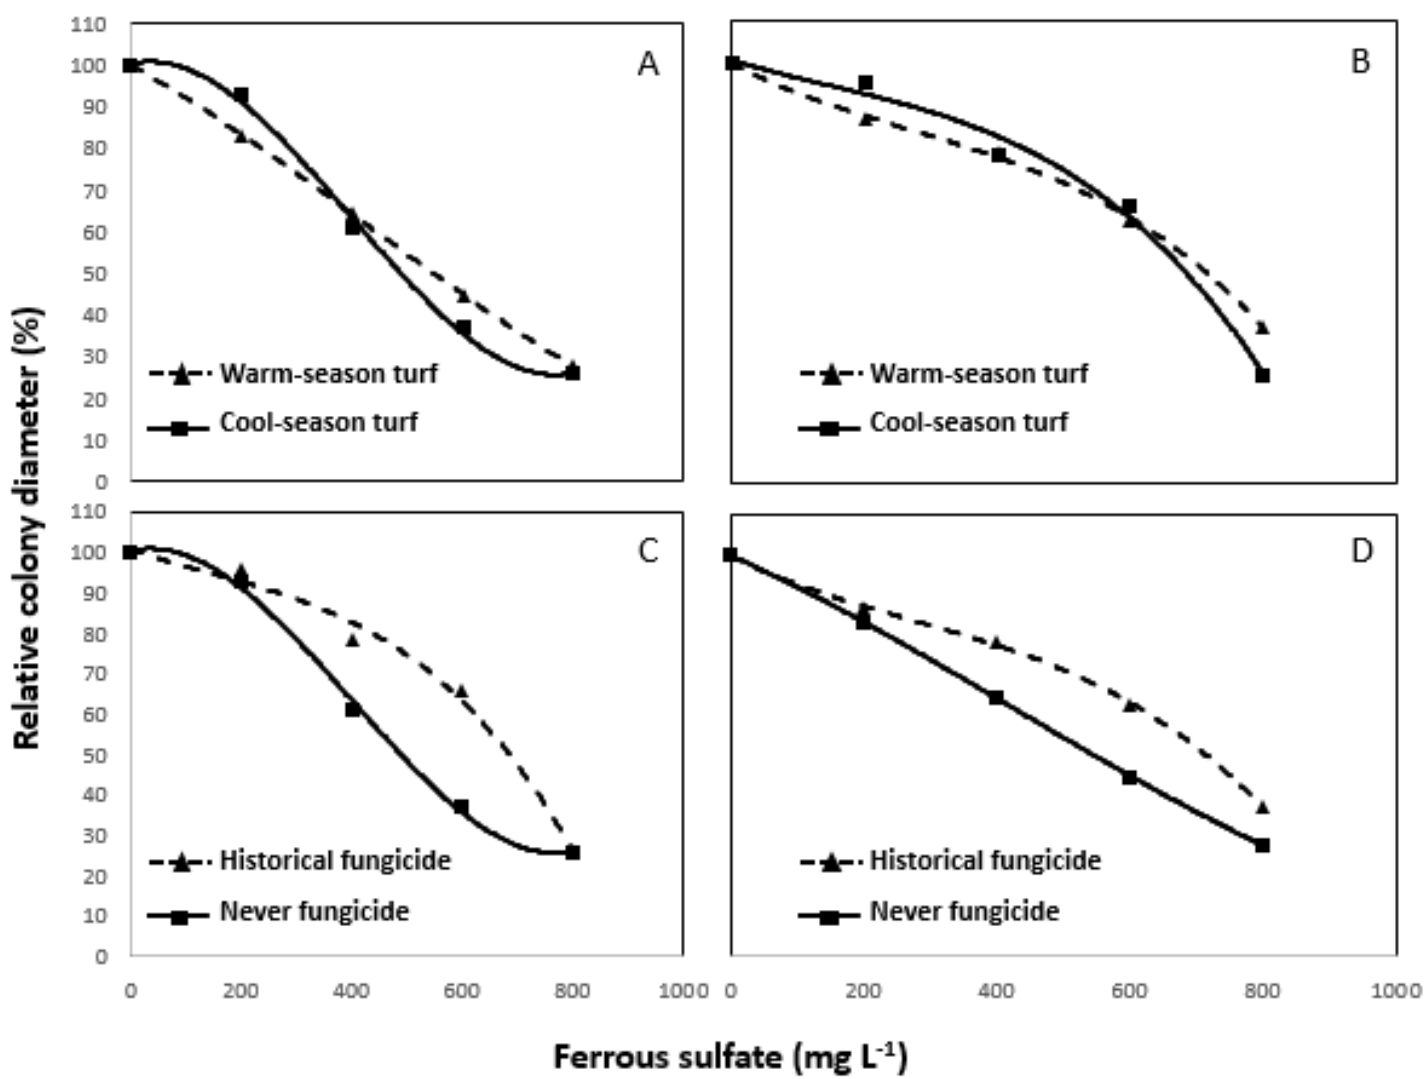 110
100
90
80
70
60
50
40
30
20
10
0
A
Warm-season turf
Cool-season turf
B
Warm-season turf
Cool-season turf
Relative colony diameter (%)
110
100
90
80
70
60
50
40
30
20
10
0
C
Historical fungicide
Never fungicide
D
Historical fungicide
Never fungicide
0 200 400 600 800 1000 0 200 400 600 800 1000
Ferrous sulfate (mg L⁻¹)